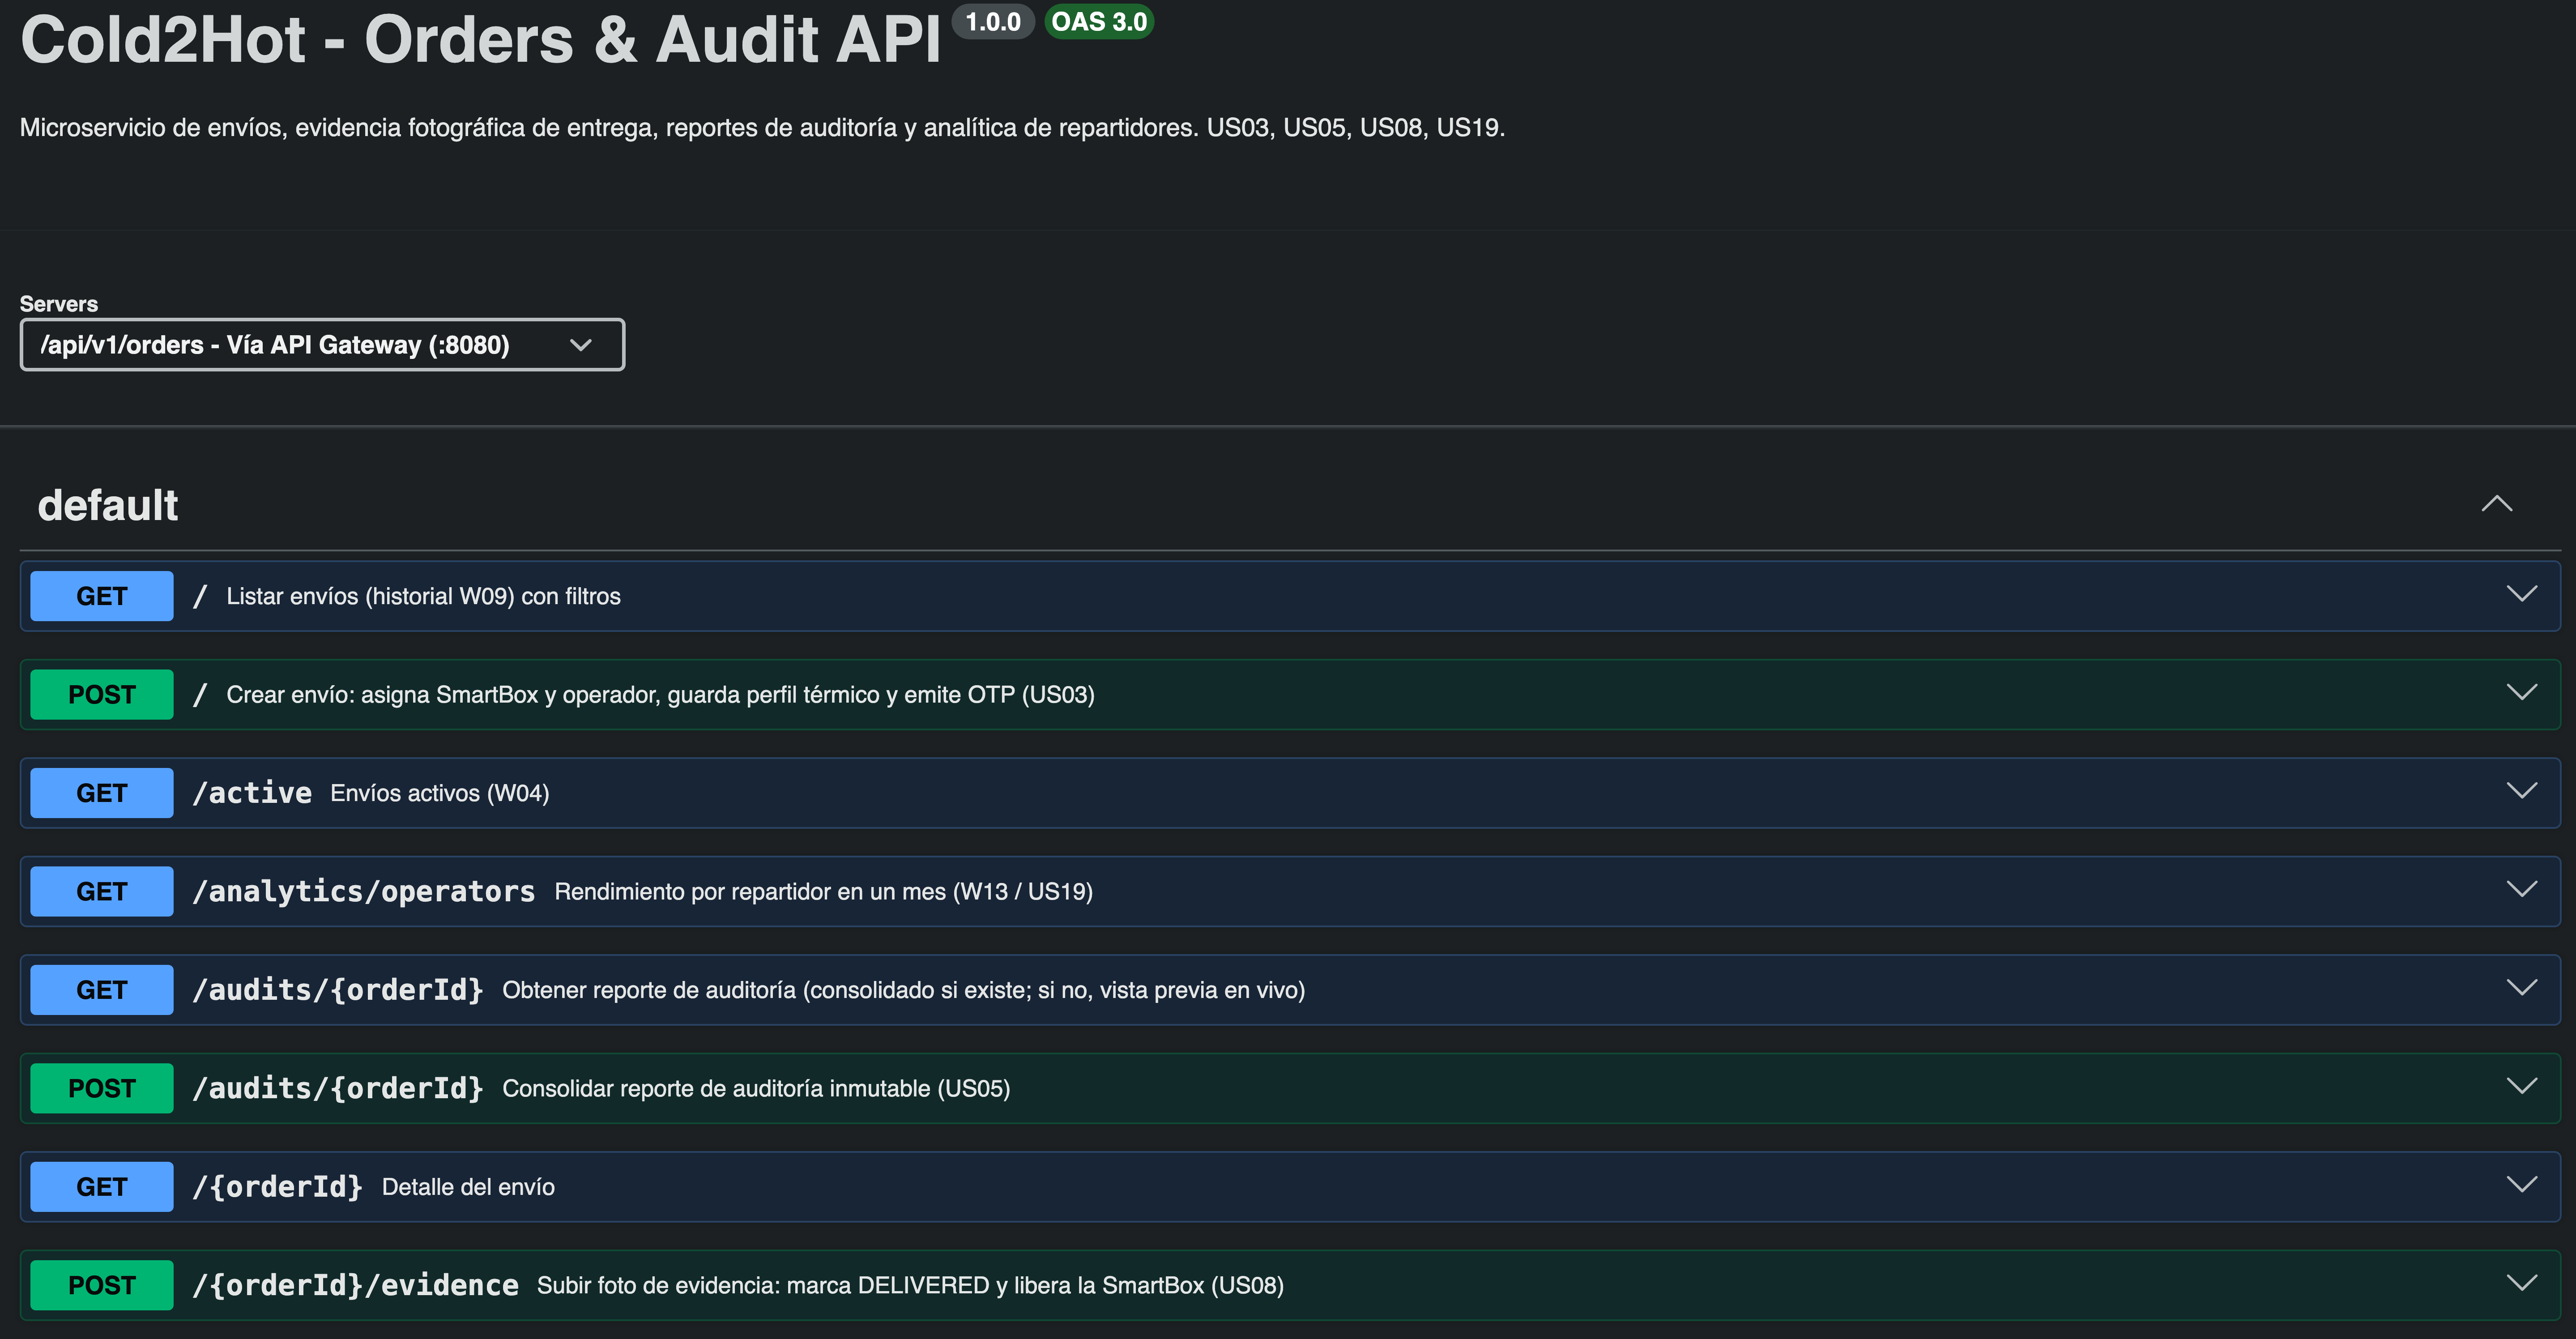 Cold2Hot - Orders & Audit API 1.0.0 OAS 3.0
Microservicio de envíos, evidencia fotográfica de entrega, reportes de auditoría y analítica de repartidores. US03, US05, US08, US19.
Servers
/api/v1/orders - Vía API Gateway (:8080)
default
GET / Listar envíos (historial W09) con filtros
POST / Crear envío: asigna SmartBox y operador, guarda perfil térmico y emite OTP (US03)
GET /active Envíos activos (W04)
GET /analytics/operators Rendimiento por repartidor en un mes (W13 / US19)
GET /audits/{orderId} Obtener reporte de auditoría (consolidado si existe; si no, vista previa en vivo)
POST /audits/{orderId} Consolidar reporte de auditoría inmutable (US05)
GET /{orderId} Detalle del envío
POST /{orderId}/evidence Subir foto de evidencia: marca DELIVERED y libera la SmartBox (US08)